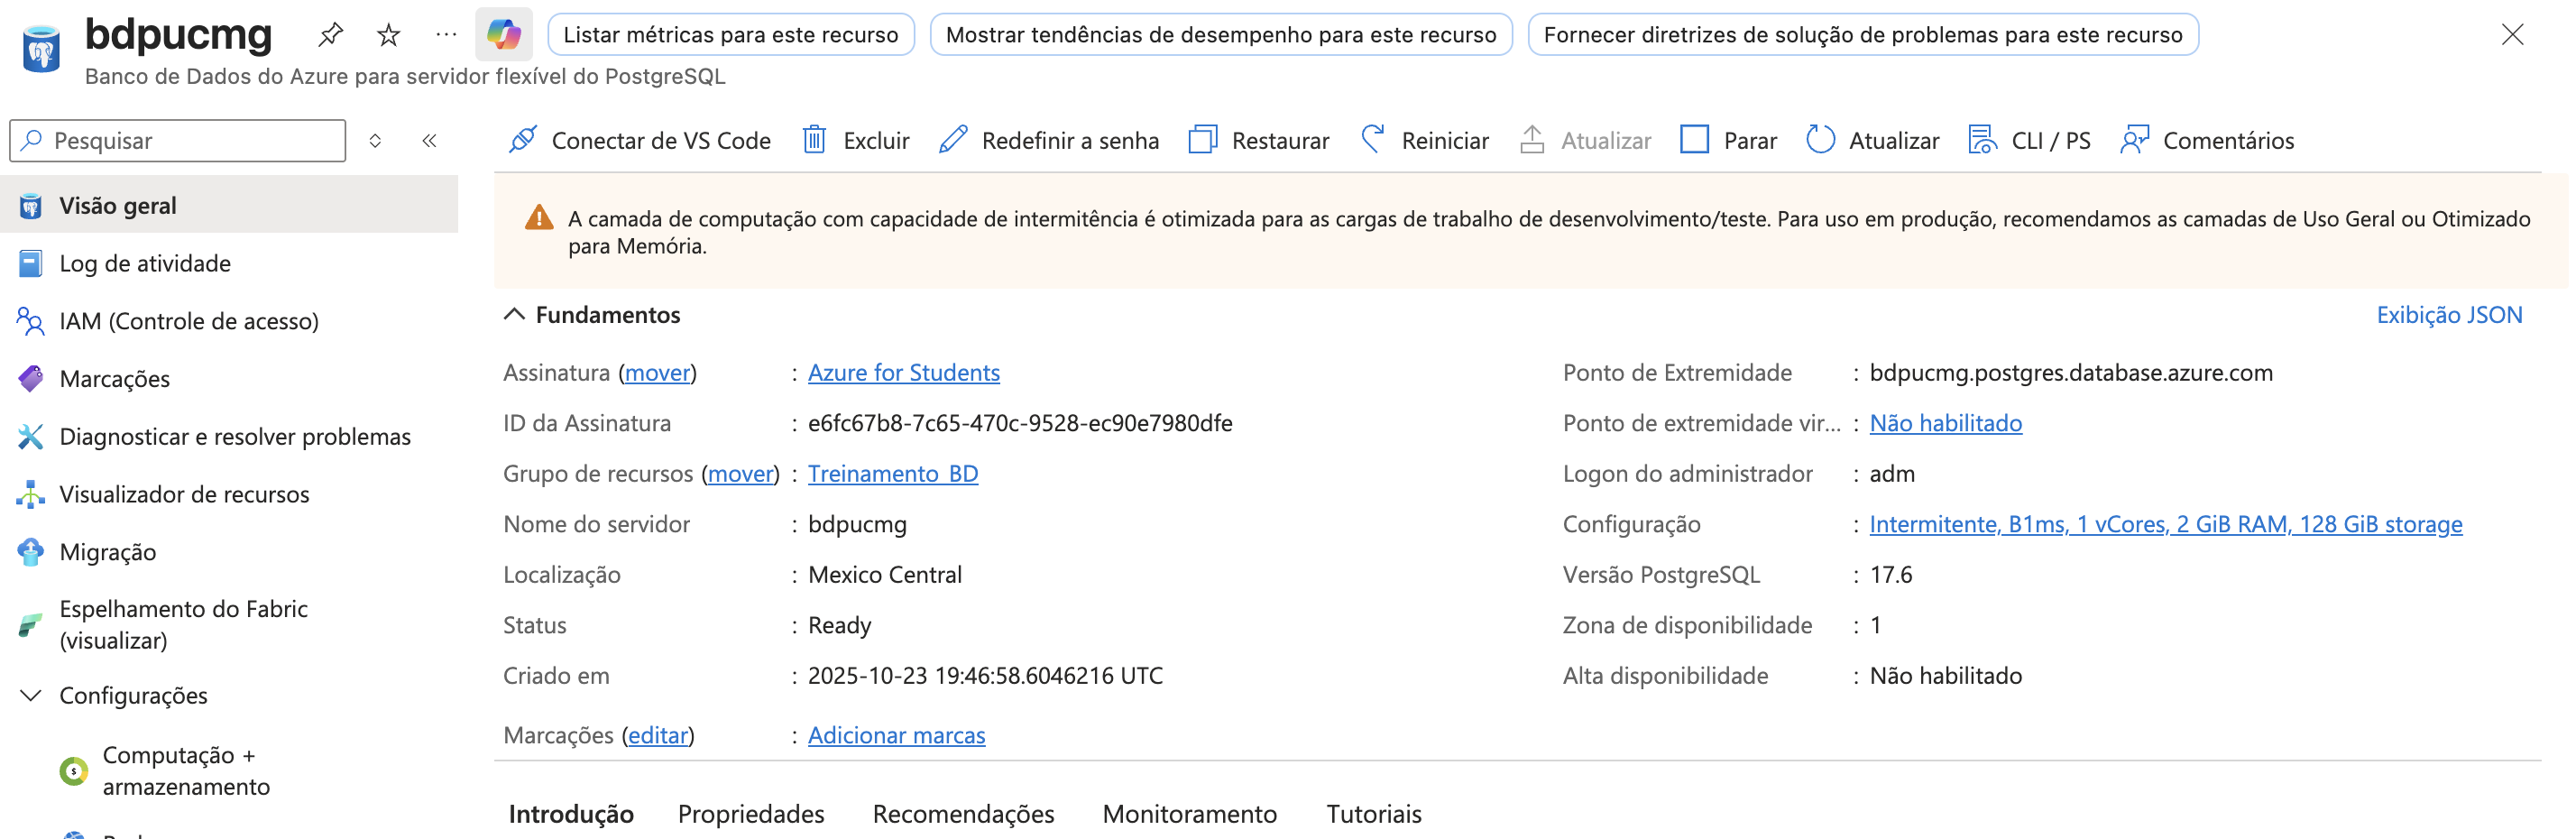 bdpucmg
Listar métricas para este recurso
Mostrar tendências de desempenho para este recurso
Fornecer diretrizes de solução de problemas para este recurso
Banco de Dados do Azure para servidor flexível do PostgreSQL
Pesquisar
Conectar de VS Code
Excluir
Redefinir a senha
Restaurar
Reiniciar
Atualizar
Parar
Atualizar
CLI / PS
Comentários
Visão geral
Log de atividade
IAM (Controle de acesso)
Marcações
Diagnosticar e resolver problemas
Visualizador de recursos
Migração
Espelhamento do Fabric
(visualizar)
Configurações
Computação +
armazenamento
A camada de computação com capacidade de intermitência é otimizada para as cargas de trabalho de desenvolvimento/teste. Para uso em produção, recomendamos as camadas de Uso Geral ou Otimizado
para Memória.
Fundamentos
Exibição JSON
Assinatura (mover) : Azure for Students
ID da Assinatura : e6fc67b8-7c65-470c-9528-ec90e7980dfe
Grupo de recursos (mover) : Treinamento_BD
Nome do servidor : bdpucmg
Localização : Mexico Central
Status : Ready
Criado em : 2025-10-23 19:46:58.6046216 UTC
Marcações (editar) : Adicionar marcas
Ponto de Extremidade : bdpucmg.postgres.database.azure.com
Ponto de extremidade vir... : Não habilitado
Logon do administrador : adm
Configuração : Intermitente, B1ms, 1 vCores, 2 GiB RAM, 128 GiB storage
Versão PostgreSQL : 17.6
Zona de disponibilidade : 1
Alta disponibilidade : Não habilitado
Introdução
Propriedades
Recomendações
Monitoramento
Tutoriais